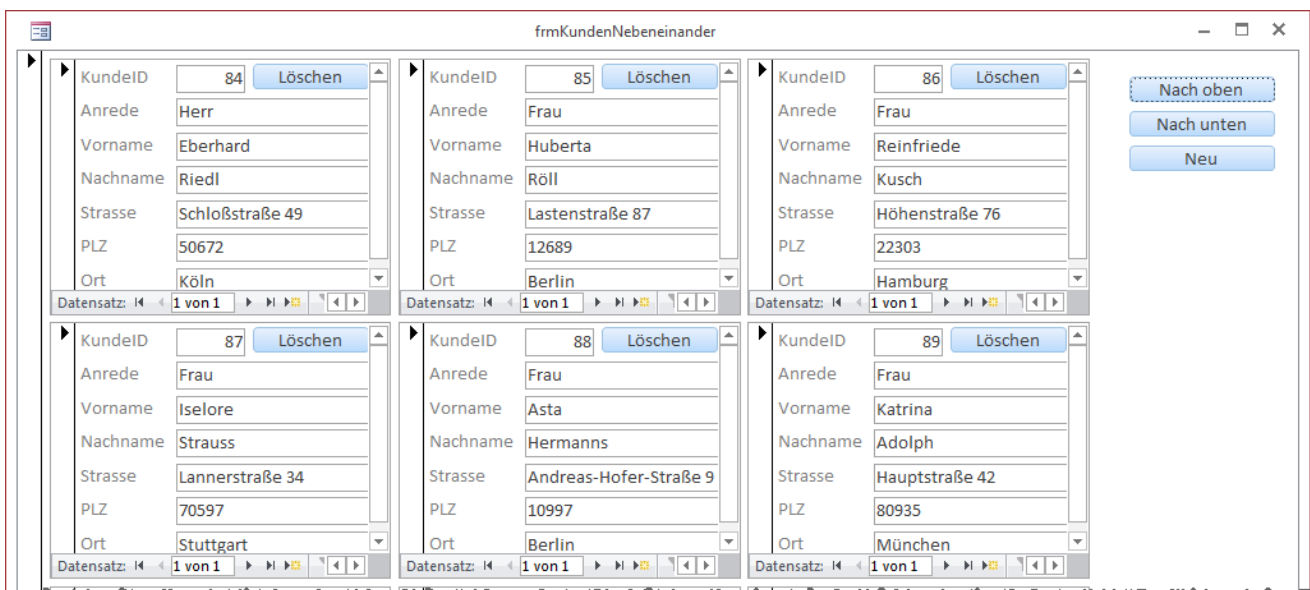 frmKundenNebeneinander
KundeID 84 Löschen
Anrede Herr
Vorname Eberhard
Nachname Riedl
Strasse Schloßstraße 49
PLZ 50672
Ort Köln
Datensatz: 1 von 1
KundeID 85 Löschen
Anrede Frau
Vorname Huberta
Nachname Röll
Strasse Lastenstraße 87
PLZ 12689
Ort Berlin
Datensatz: 1 von 1
KundeID 86 Löschen
Anrede Frau
Vorname Reinfriede
Nachname Kusch
Strasse Höhenstraße 76
PLZ 22303
Ort Hamburg
Datensatz: 1 von 1
Nach oben
Nach unten
Neu
KundeID 87 Löschen
Anrede Frau
Vorname Iselore
Nachname Strauss
Strasse Lannerstraße 34
PLZ 70597
Ort Stuttgart
Datensatz: 1 von 1
KundeID 88 Löschen
Anrede Frau
Vorname Asta
Nachname Hermanns
Strasse Andreas-Hofer-Straße 9
PLZ 10997
Ort Berlin
Datensatz: 1 von 1
KundeID 89 Löschen
Anrede Frau
Vorname Katrina
Nachname Adolph
Strasse Hauptstraße 42
PLZ 80935
Ort München
Datensatz: 1 von 1